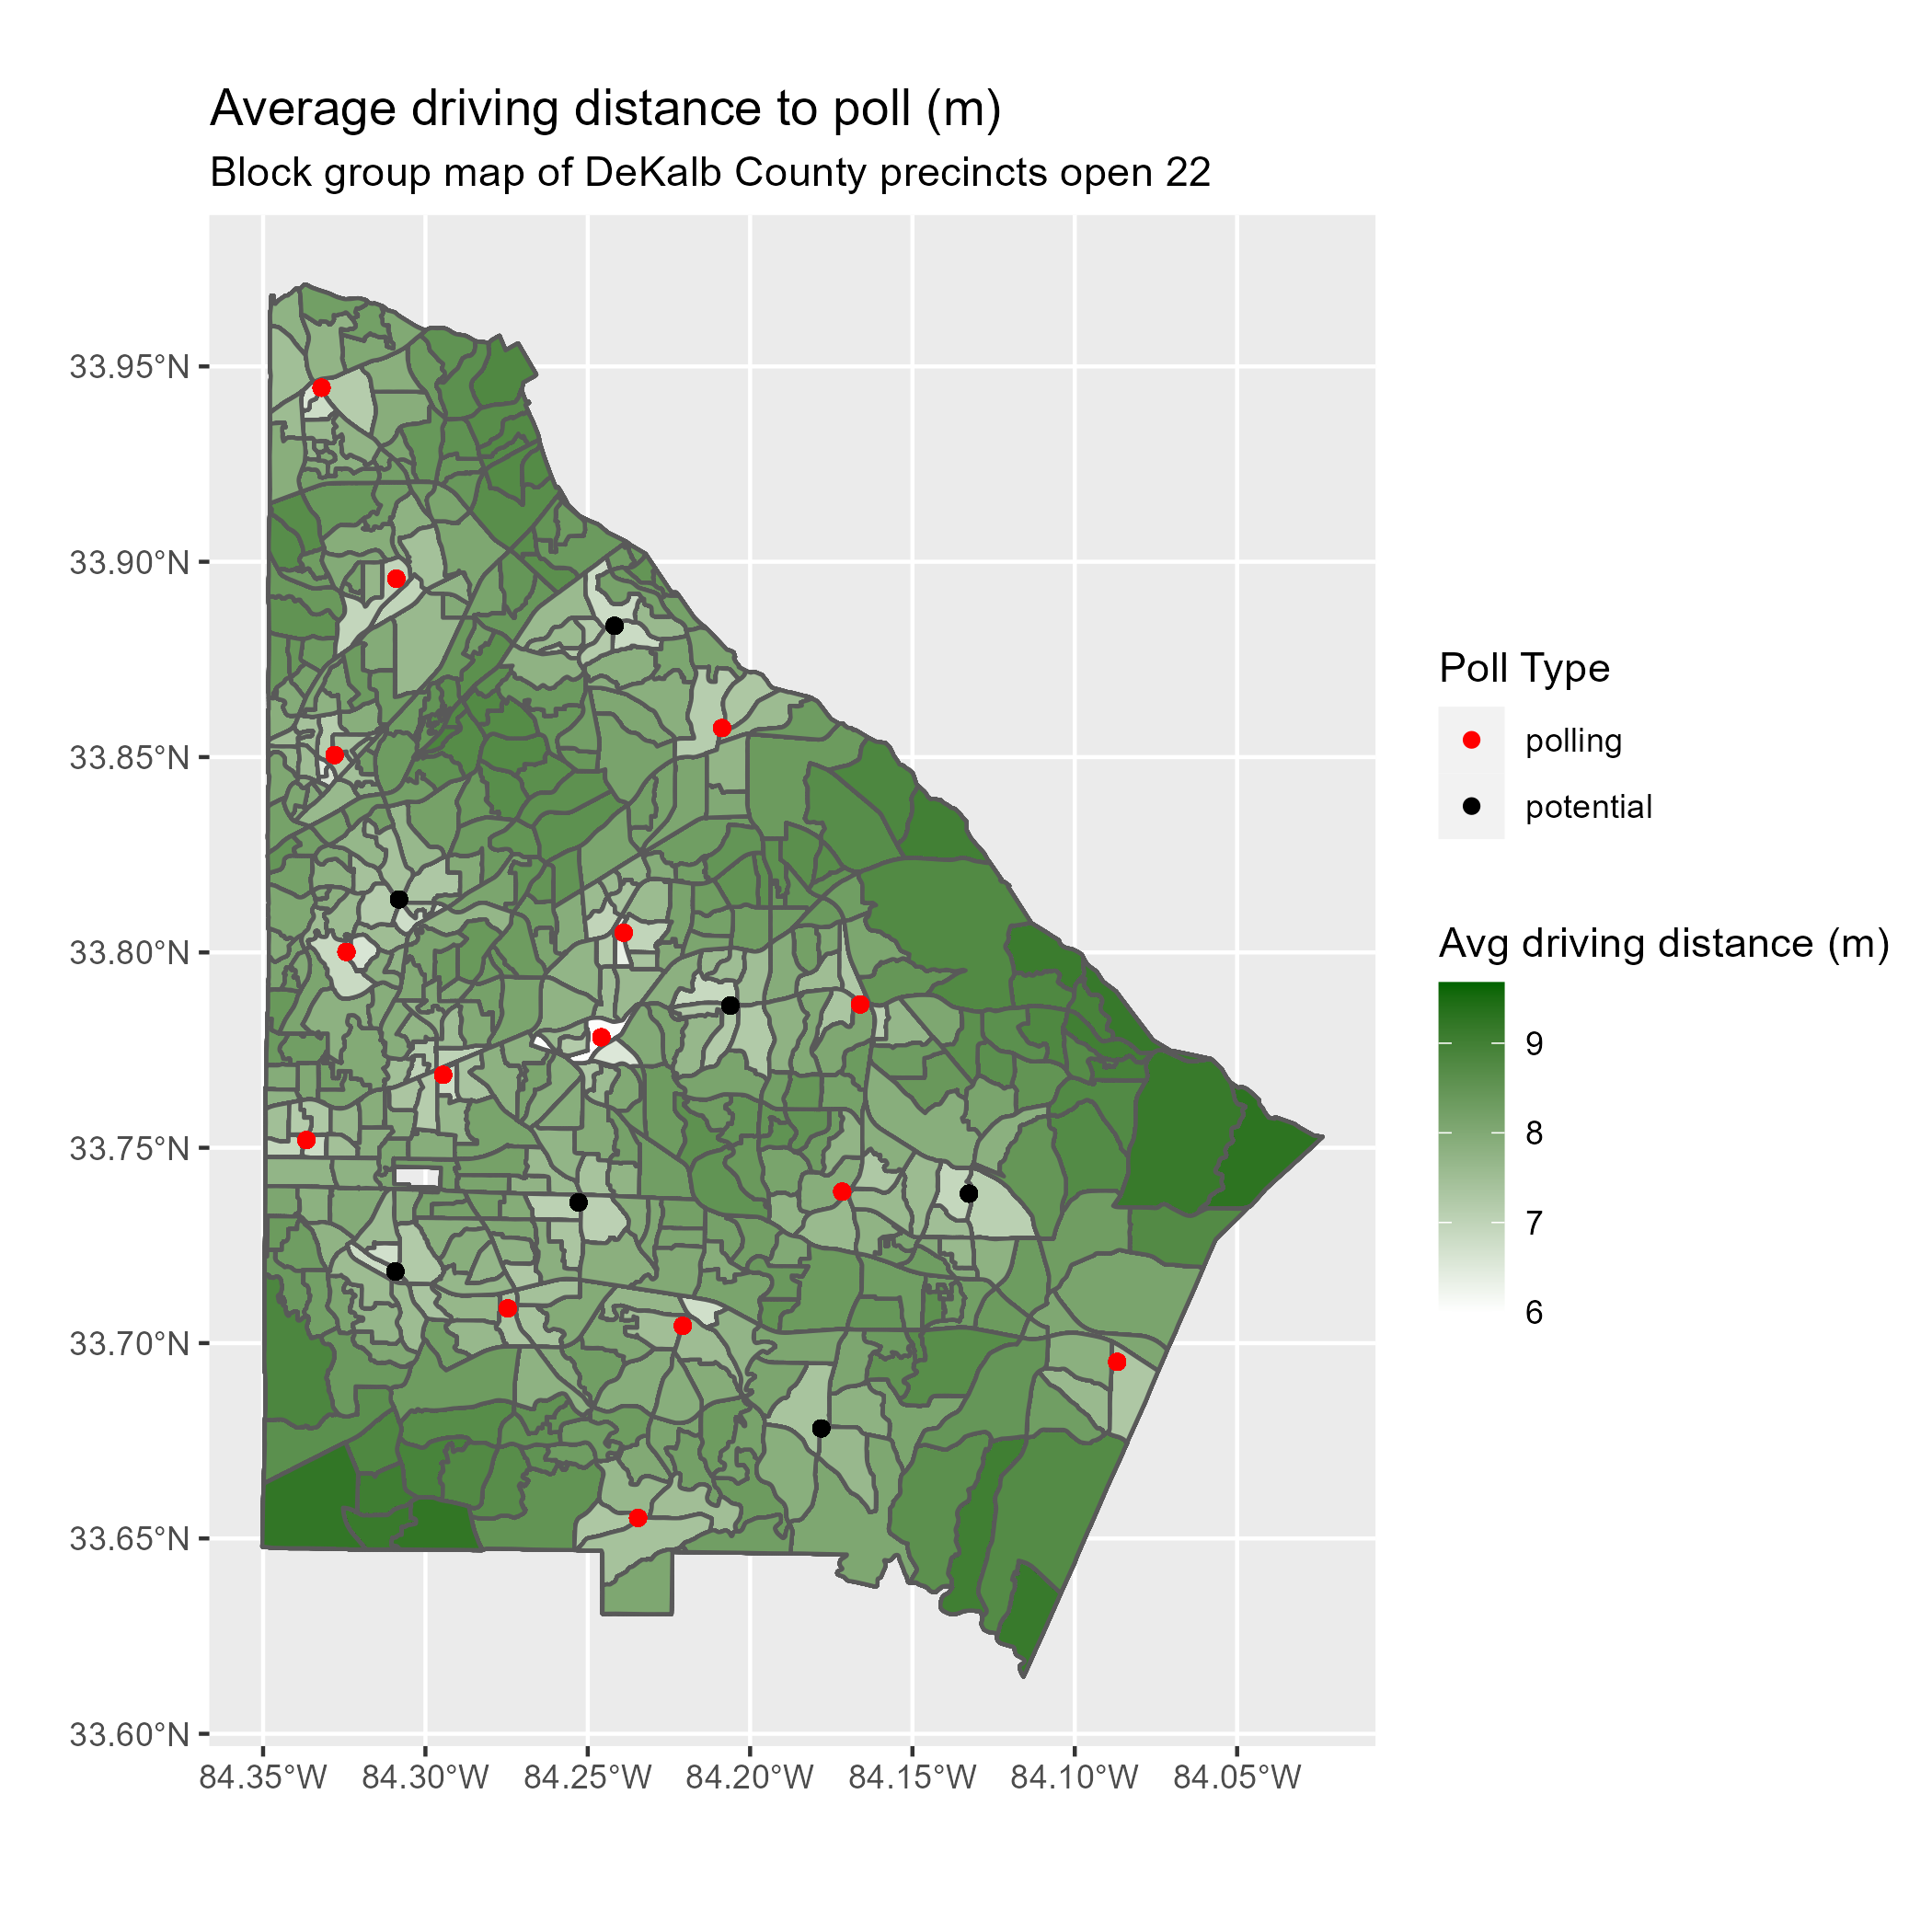 Average driving distance to poll (m)
Block group map of DeKalb County precincts open 22
33.95°N
33.90°N
33.85°N
33.80°N
33.75°N
33.70°N
33.65°N
33.60°N
84.35°W 84.30°W 84.25°W 84.20°W 84.15°W 84.10°W 84.05°W
Poll Type
polling
potential
Avg driving distance (m)
9
8
7
6